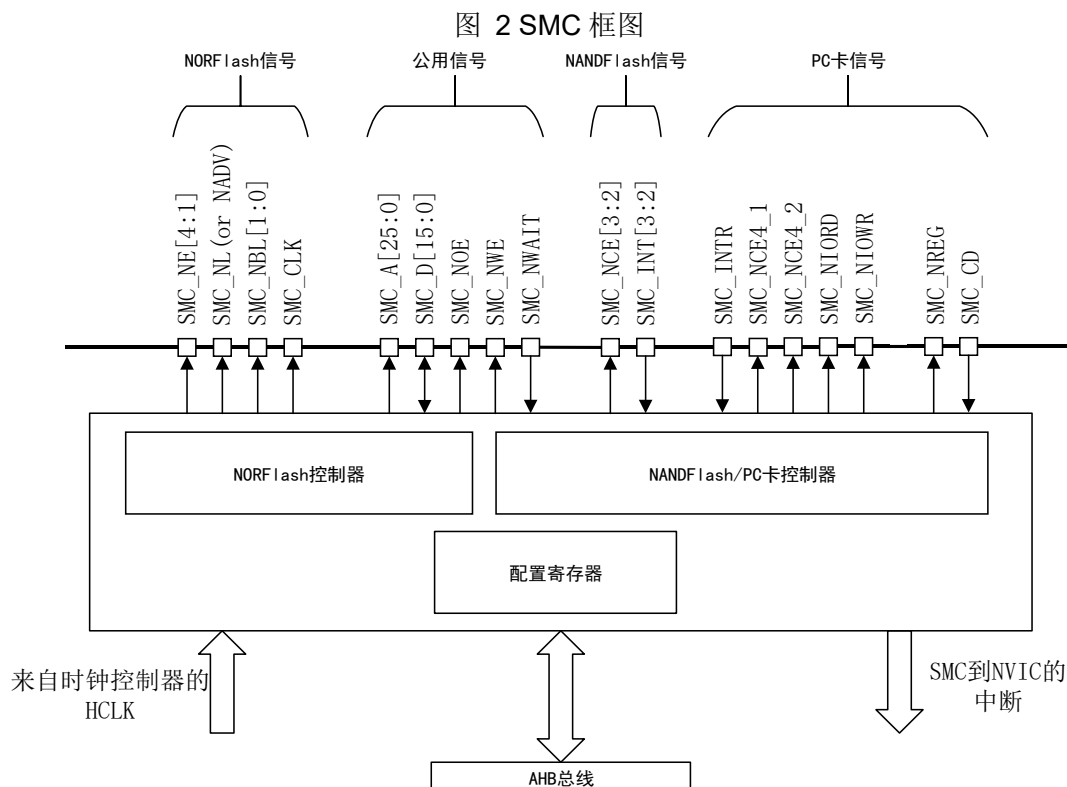 图 2 SMC 框图
NORFlash信号
公用信号
NANDFlash信号
PC卡信号
SMC_NE[4:1]
SMC_NL(or NADV)
SMC_NBL[1:0]
SMC_CLK
SMC_A[25:0]
SMC_D[15:0]
SMC_NOE
SMC_NWE
SMC_NWAIT
SMC_NCE[3:2]
SMC_INT[3:2]
SMC_INTR
SMC_NCE4_1
SMC_NCE4_2
SMC_NIORD
SMC_NIOWR
SMC_NREG
SMC_CD
NORFlash控制器
NANDFlash/PC卡控制器
配置寄存器
来自时钟控制器的
HCLK
SMC到NVIC的
中断
AHB总线